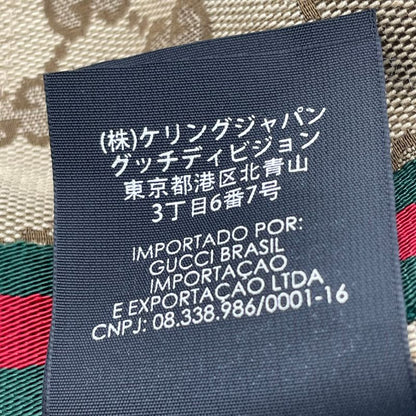 (株)ケリングジャパン
グッチディビジョン
東京都港区北青山
3丁目6番7号
IMPORTADO POR:
GUCCI BRASIL
IMPORTAÇAO
E EXPORTAÇAO LTDA
CNPJ: 08.338.986/0001-16